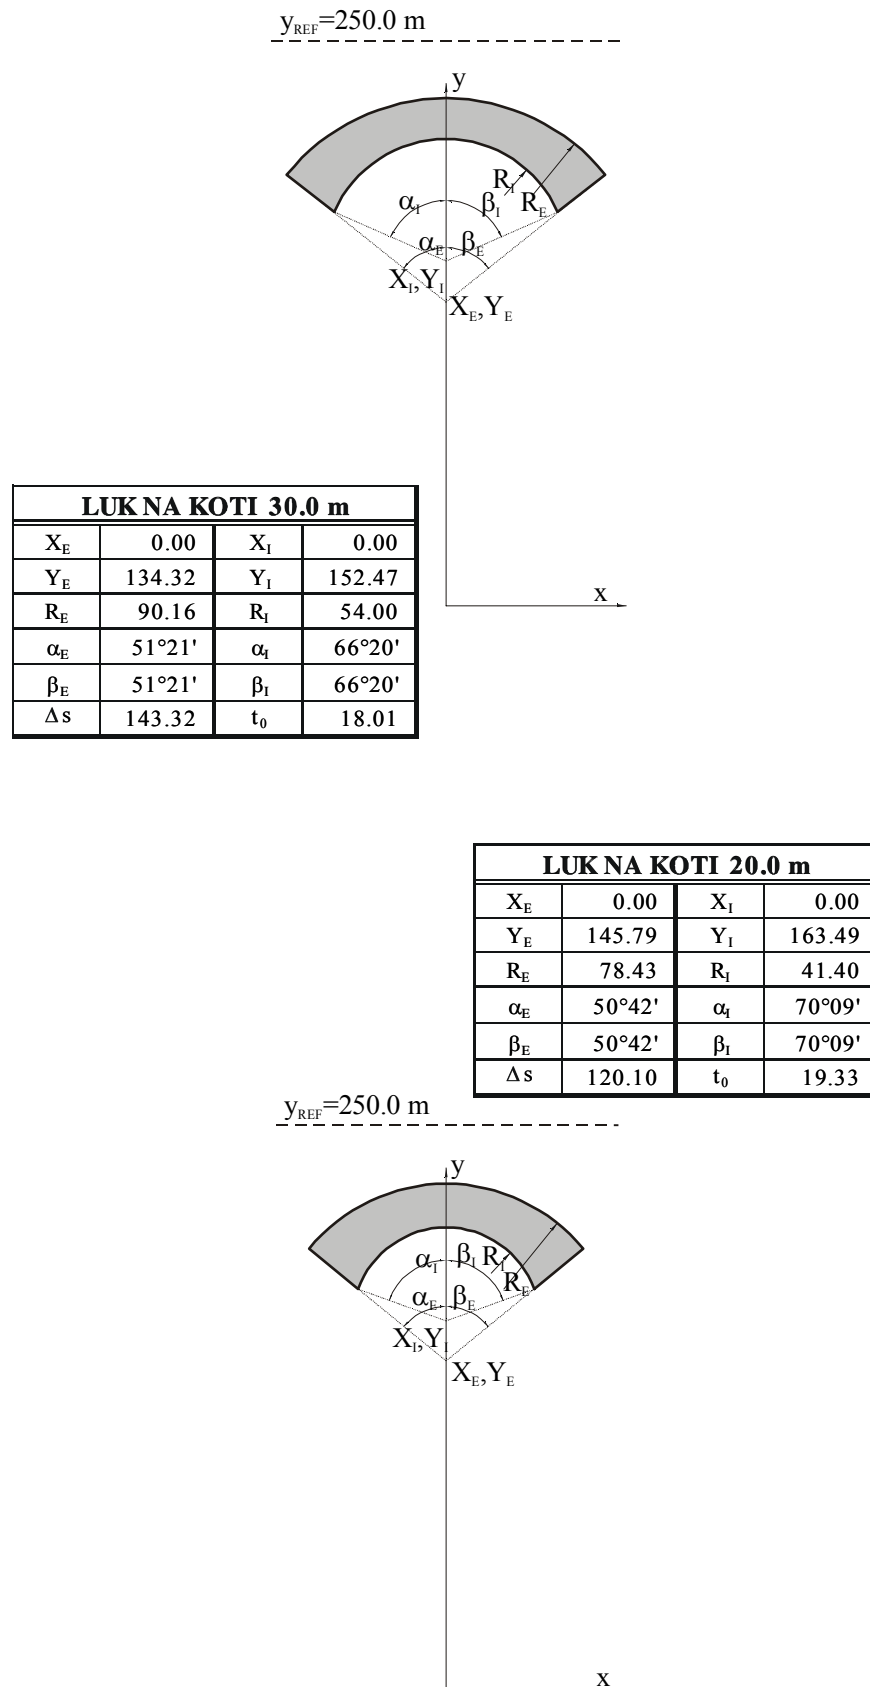 y_REF=250.0 m
y
R_I
α_I
β_I
R_E
α_E
β_E
X_I,Y_I
X_E,Y_E
x
LUK NA KOTI 30.0 m
X_E 0.00 X_I 0.00
Y_E 134.32 Y_I 152.47
R_E 90.16 R_I 54.00
α_E 51°21' α_I 66°20'
β_E 51°21' β_I 66°20'
Δs 143.32 t_0 18.01
LUK NA KOTI 20.0 m
X_E 0.00 X_I 0.00
Y_E 145.79 Y_I 163.49
R_E 78.43 R_I 41.40
α_E 50°42' α_I 70°09'
β_E 50°42' β_I 70°09'
Δs 120.10 t_0 19.33
y_REF=250.0 m
y
α_I
β_I
R_I
R_E
α_E
β_E
X_I,Y_I
X_E,Y_E
x